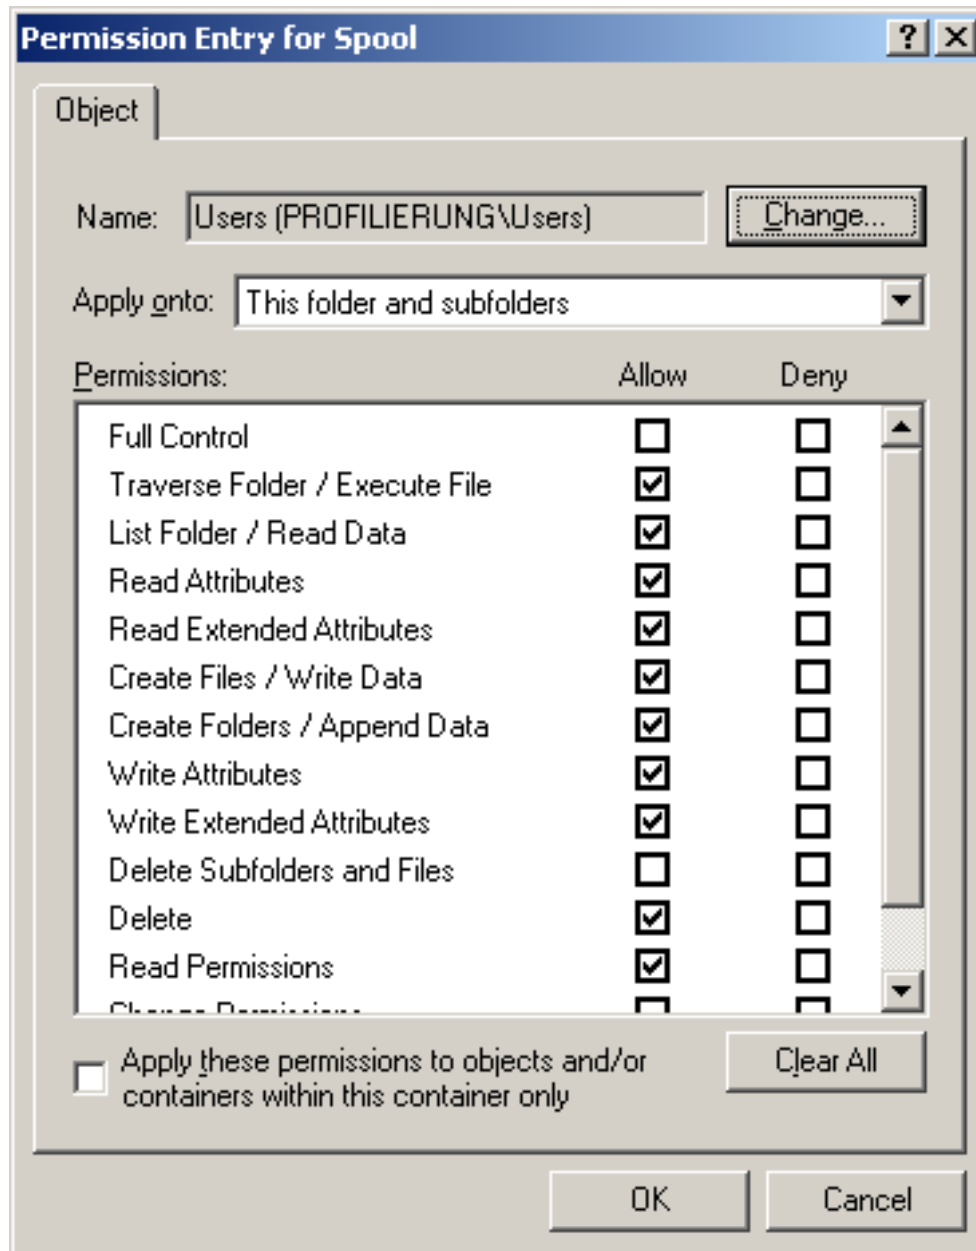 Permission Entry for Spool
Object
Name: Users (PROFILIERUNG\Users) Change...
Apply onto: This folder and subfolders
Permissions: Allow Deny
Full Control
Traverse Folder / Execute File
List Folder / Read Data
Read Attributes
Read Extended Attributes
Create Files / Write Data
Create Folders / Append Data
Write Attributes
Write Extended Attributes
Delete Subfolders and Files
Delete
Read Permissions
Change Permissions
Apply these permissions to objects and/or
containers within this container only
Clear All
OK Cancel